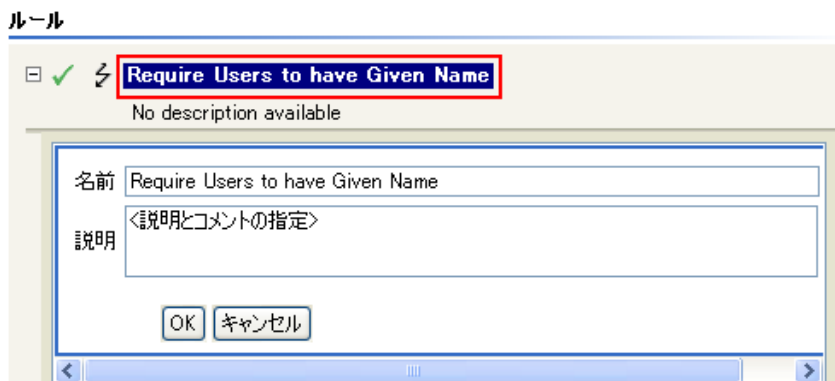 ルール
Require Users to have Given Name
No description available
名前 Require Users to have Given Name
説明 <説明とコメントの指定>
OK キャンセル